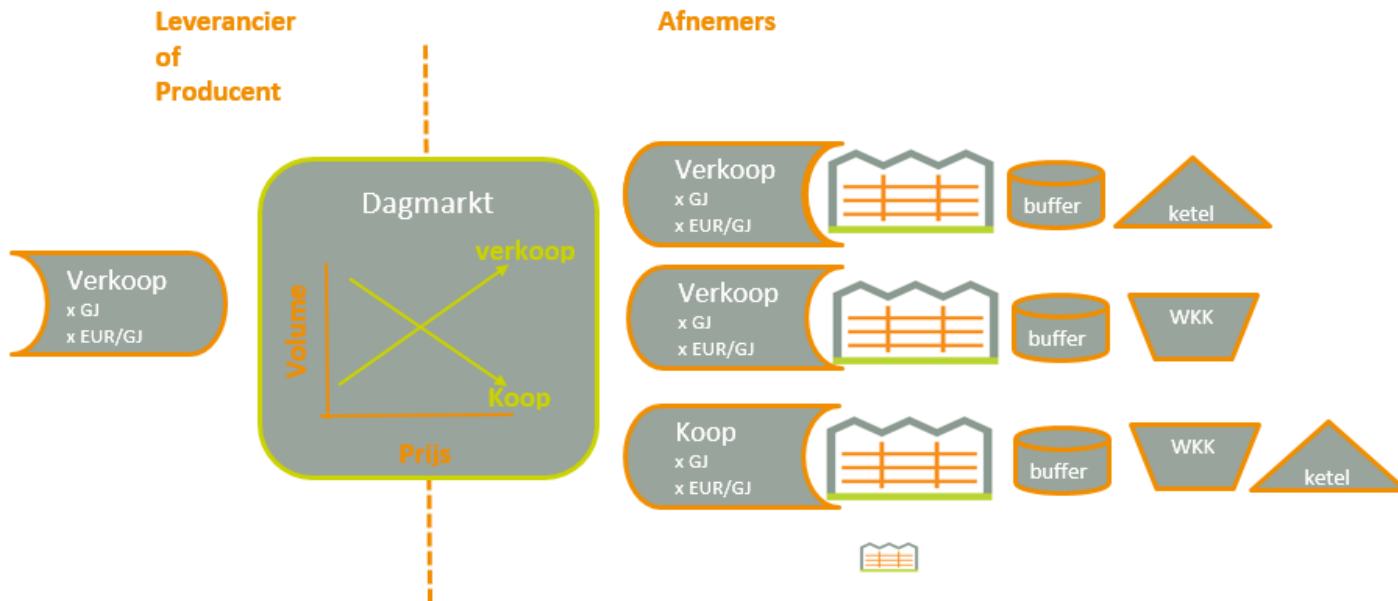 Leverancier
of
Producent
Afnemers
Verkoop
x GJ
x EUR/GJ
Dagmarkt
verkoop
Volume
Koop
Prijs
Verkoop
x GJ
x EUR/GJ
buffer
ketel
Verkoop
x GJ
x EUR/GJ
buffer
WKK
Koop
x GJ
x EUR/GJ
buffer
WKK
ketel